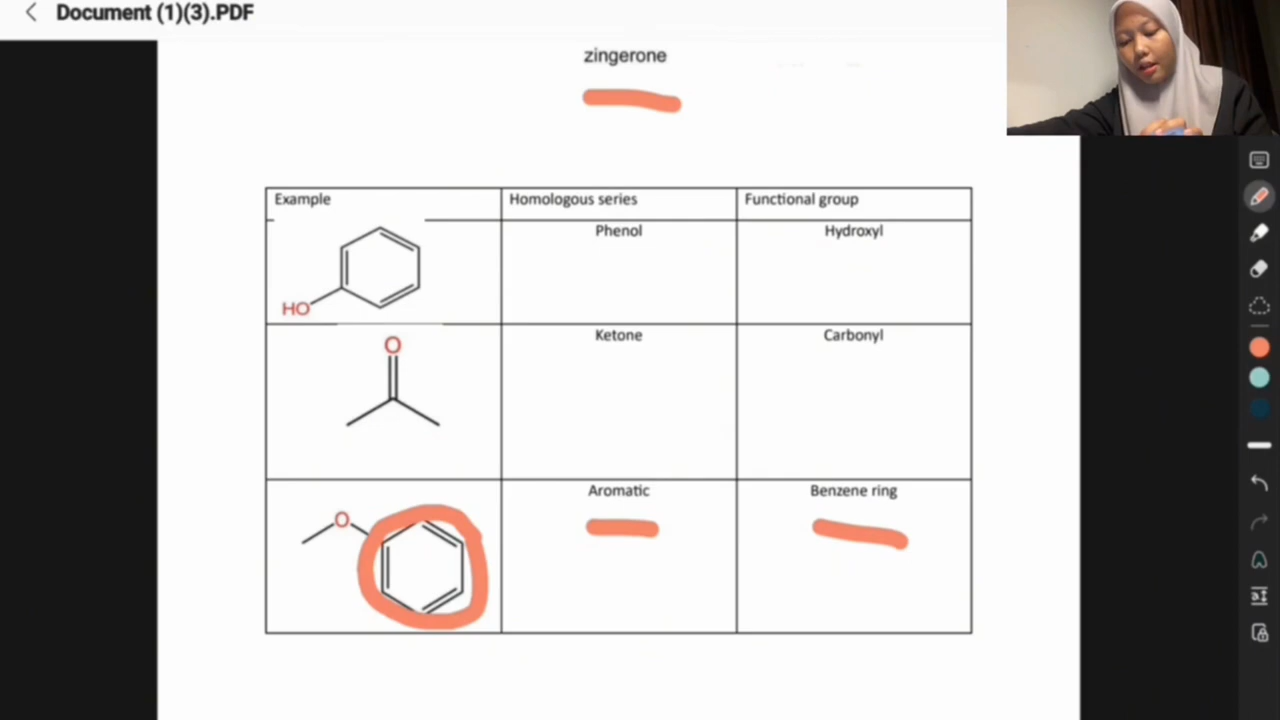 Document (1)(3).PDF
zingerone
Example Homologous series Functional group
Phenol Hydroxyl
HO
Ketone Carbonyl
O
Aromatic Benzene ring
O